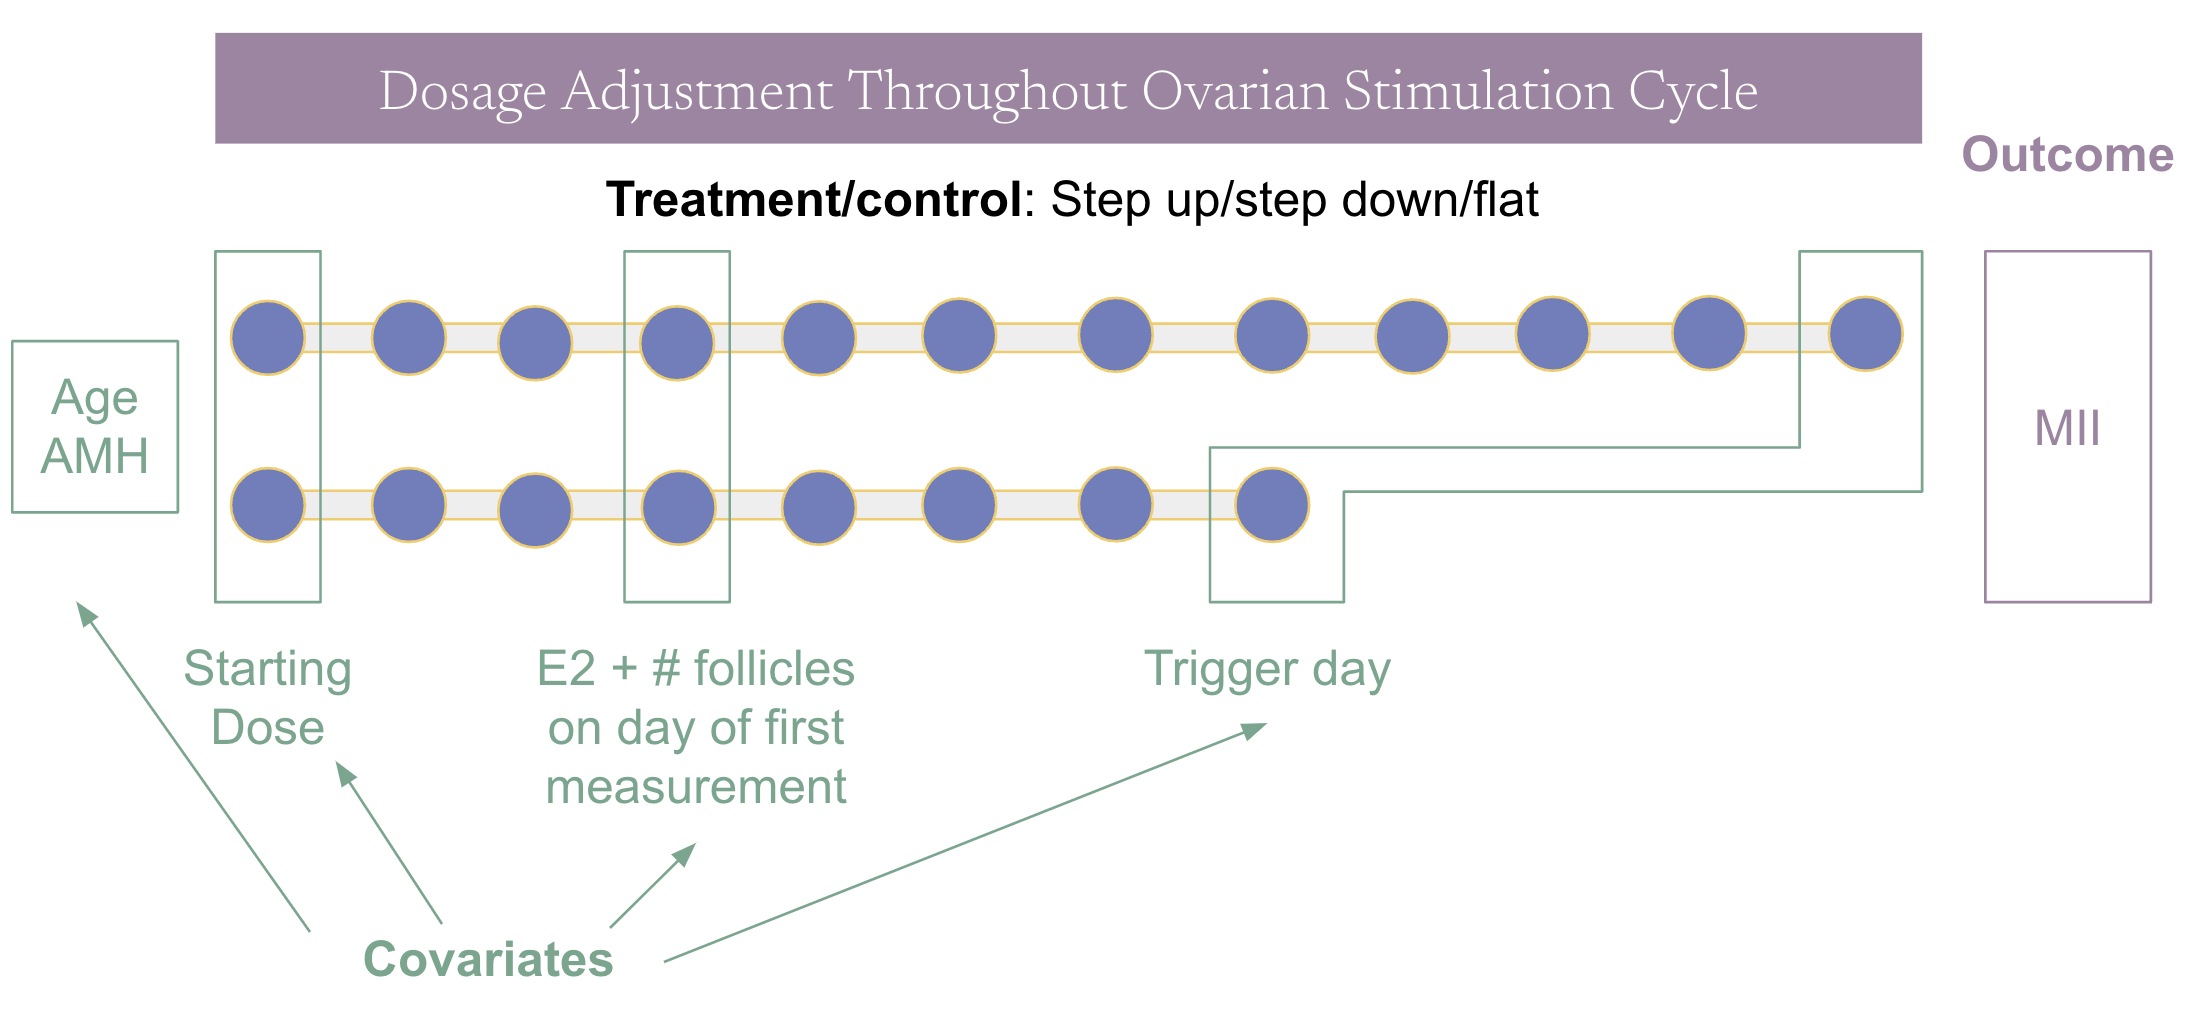 Dosage Adjustment Throughout Ovarian Stimulation Cycle
Outcome
Treatment/control: Step up/step down/flat
Age
AMH
MII
Starting
Dose
E2 + # follicles
on day of first
measurement
Trigger day
Covariates